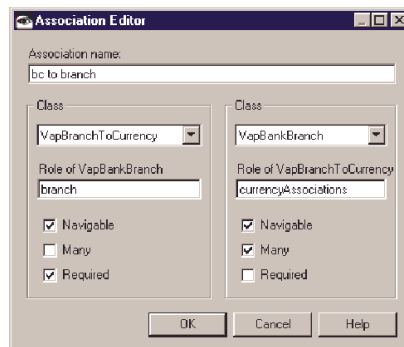 Association Editor
Association name:
bc to branch
Class
VapBranchToCurrency
Role of VapBankBranch
branch
Navigable
Many
Required
Class
VapBankBranch
Role of VapBranchToCurrency
currencyAssociations
Navigable
Many
Required
OK
Cancel
Help